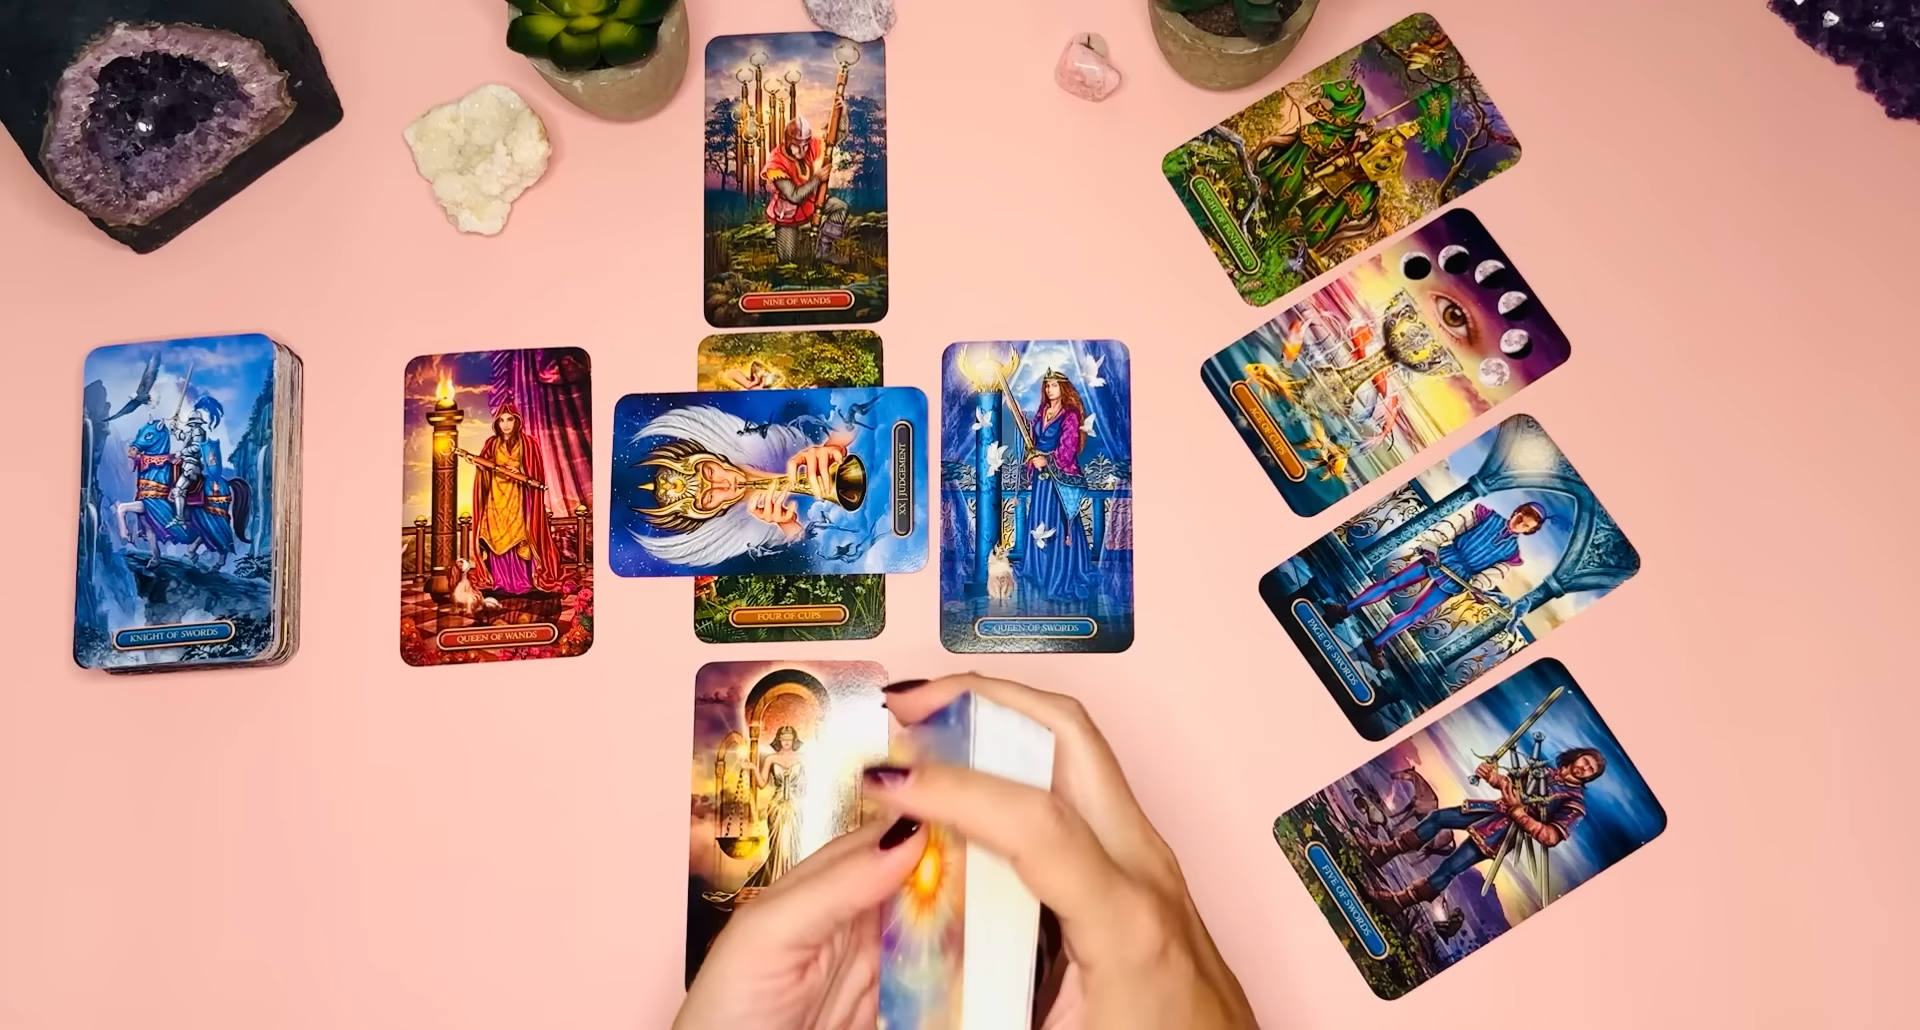 NINE OF WANDS
KNIGHT OF PENTACLES
ACE OF CUPS
KNIGHT OF SWORDS
QUEEN OF WANDS
XX | JUDGEMENT
FOUR OF CUPS
QUEEN OF SWORDS
PAGE OF SWORDS
FIVE OF SWORDS